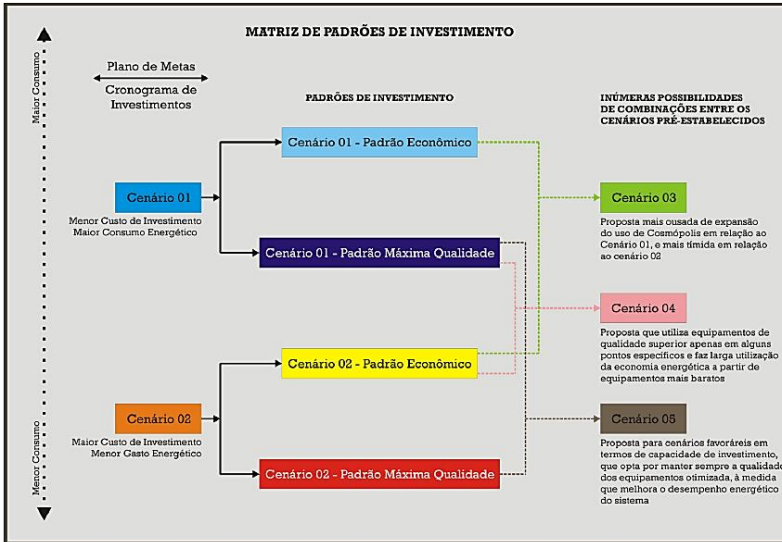 MATRIZ DE PADRÕES DE INVESTIMENTO
Maior Consumo
Plano de Metas
Cronograma de
Investimentos
PADRÕES DE INVESTIMENTO
INÚMERAS POSSIBILIDADES
DE COMBINAÇÕES ENTRE OS
CENÁRIOS PRÉ-ESTABELECIDOS
Cenário 01 - Padrão Econômico
Cenário 01
Menor Custo de Investimento
Maior Consumo Energético
Cenário 03
Proposta mais ousada de expansão
do uso de Cosmópolis em relação ao
Cenário 01, e mais tímida em relação
ao cenário 02
Cenário 01 - Padrão Máxima Qualidade
Cenário 04
Proposta que utiliza equipamentos de
qualidade superior apenas em alguns
pontos específicos e faz larga utilização
da economia energética a partir de
equipamentos mais baratos
Cenário 02 - Padrão Econômico
Cenário 02
Maior Custo de Investimento
Menor Gasto Energético
Cenário 05
Proposta para cenários favoráveis em
termos de capacidade de investimento,
que opta por manter sempre a qualidade
dos equipamentos otimizada, à medida
que melhora o desempenho energético
do sistema
Cenário 02 - Padrão Máxima Qualidade
Menor Consumo